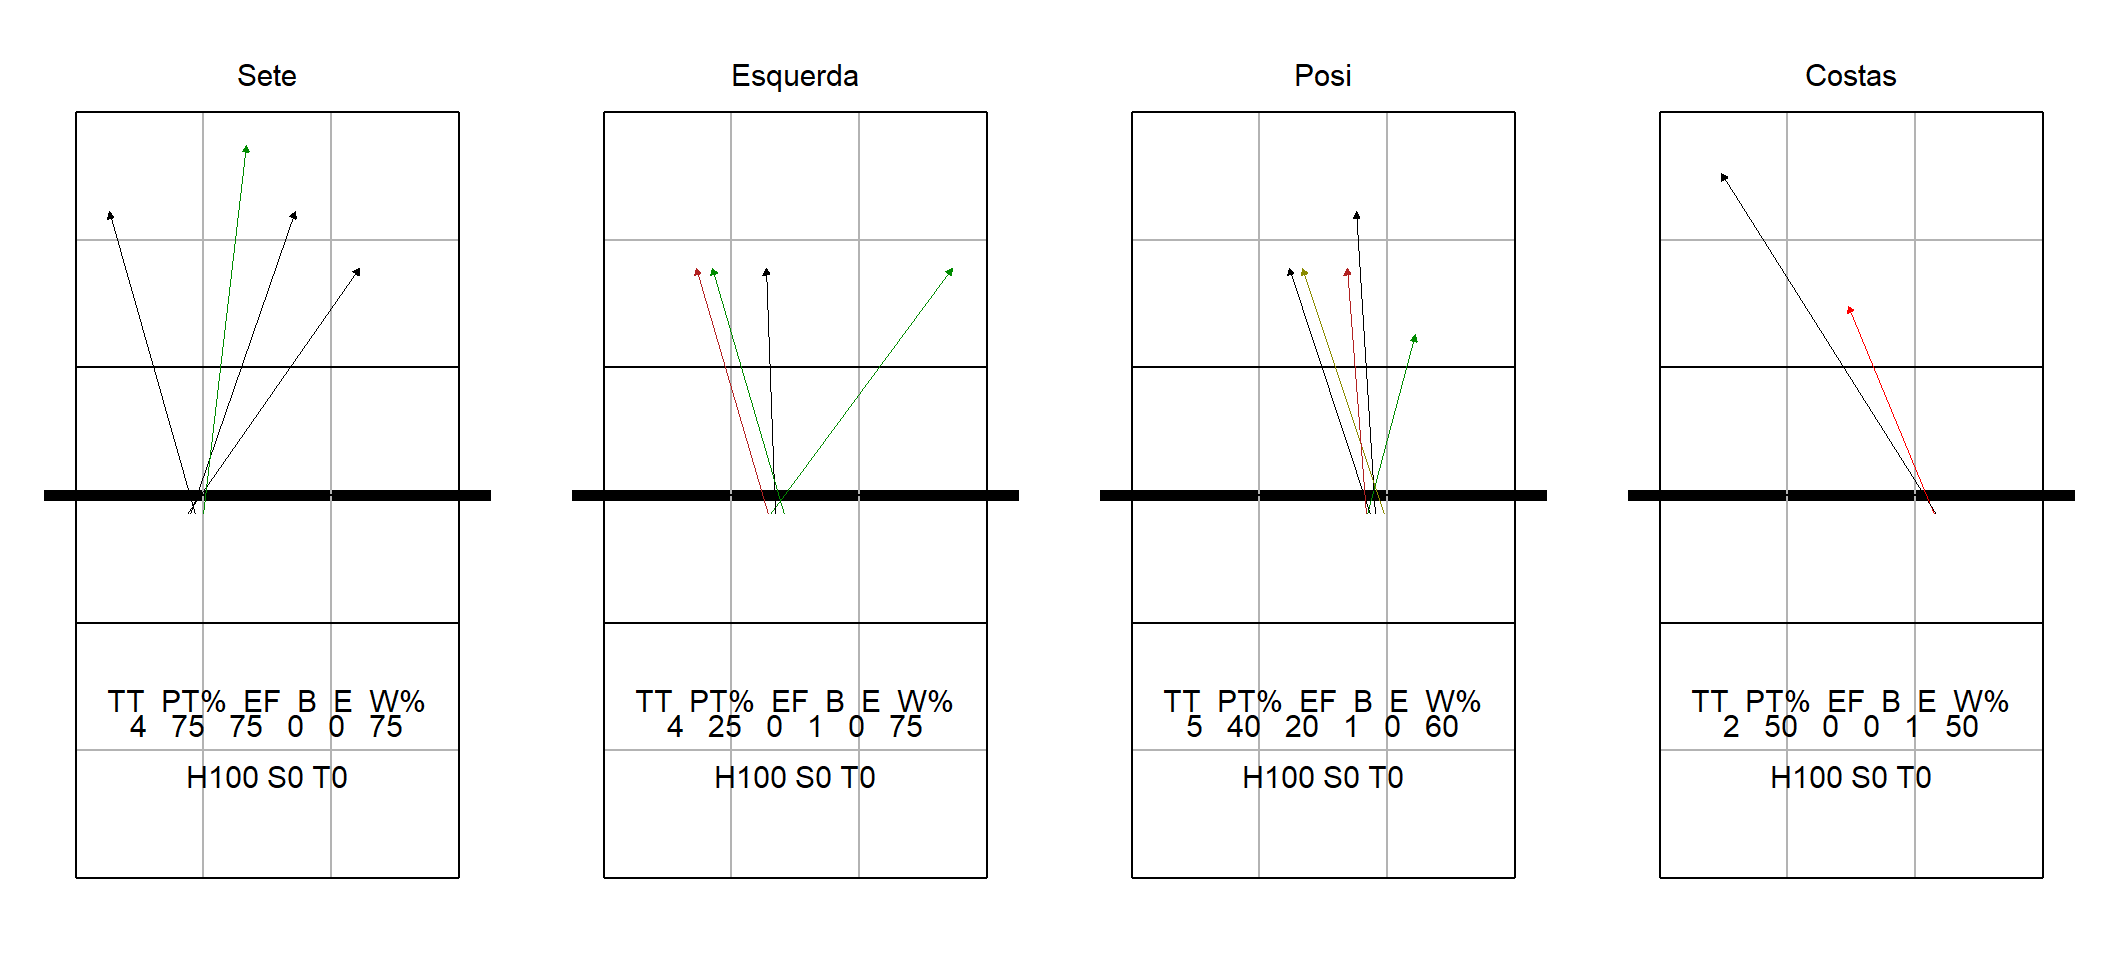 Sete
TT PT% EF B E W%
4 75 75 0 0 75
H100 S0 T0
Esquerda
TT PT% EF B E W%
4 25 0 1 0 75
H100 S0 T0
Posi
TT PT% EF B E W%
5 40 20 1 0 60
H100 S0 T0
Costas
TT PT% EF B E W%
2 50 0 0 1 50
H100 S0 T0